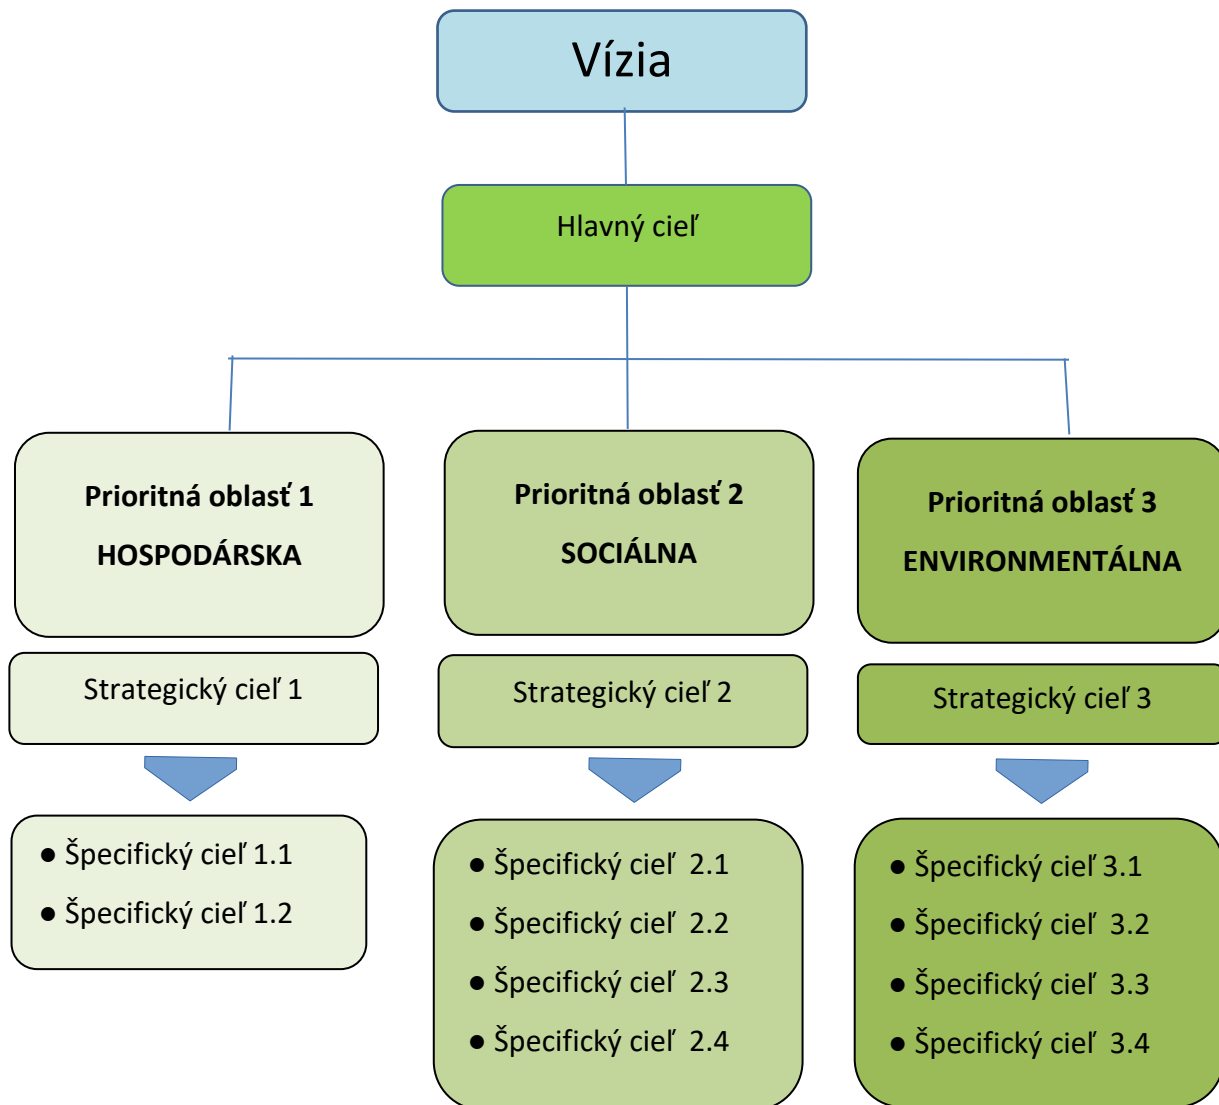 Vízia
Hlavný cieľ
Prioritná oblasť 1
HOSPODÁRSKA
Strategický cieľ 1
● Špecifický cieľ 1.1
● Špecifický cieľ 1.2
Prioritná oblasť 2
SOCIÁLNA
Strategický cieľ 2
● Špecifický cieľ 2.1
● Špecifický cieľ 2.2
● Špecifický cieľ 2.3
● Špecifický cieľ 2.4
Prioritná oblasť 3
ENVIRONMENTÁLNA
Strategický cieľ 3
● Špecifický cieľ 3.1
● Špecifický cieľ 3.2
● Špecifický cieľ 3.3
● Špecifický cieľ 3.4